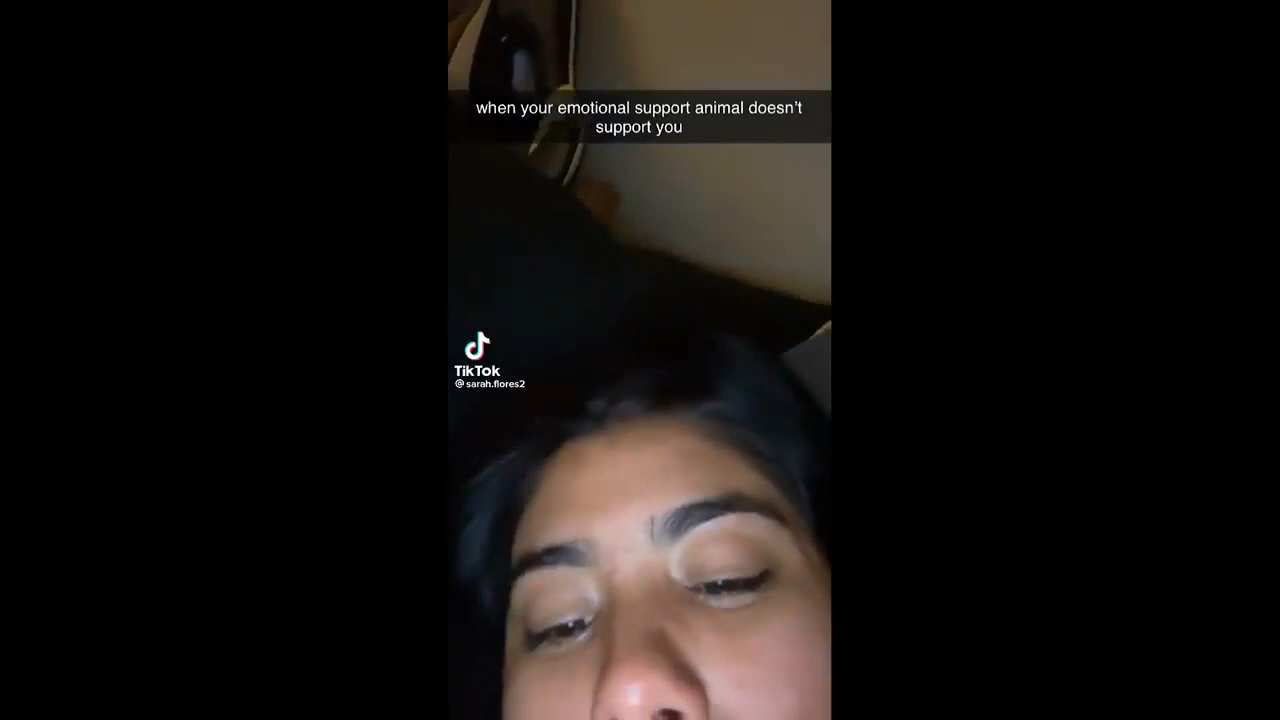 when your emotional support animal doesn't
support you
TikTok
@sarah.flores2